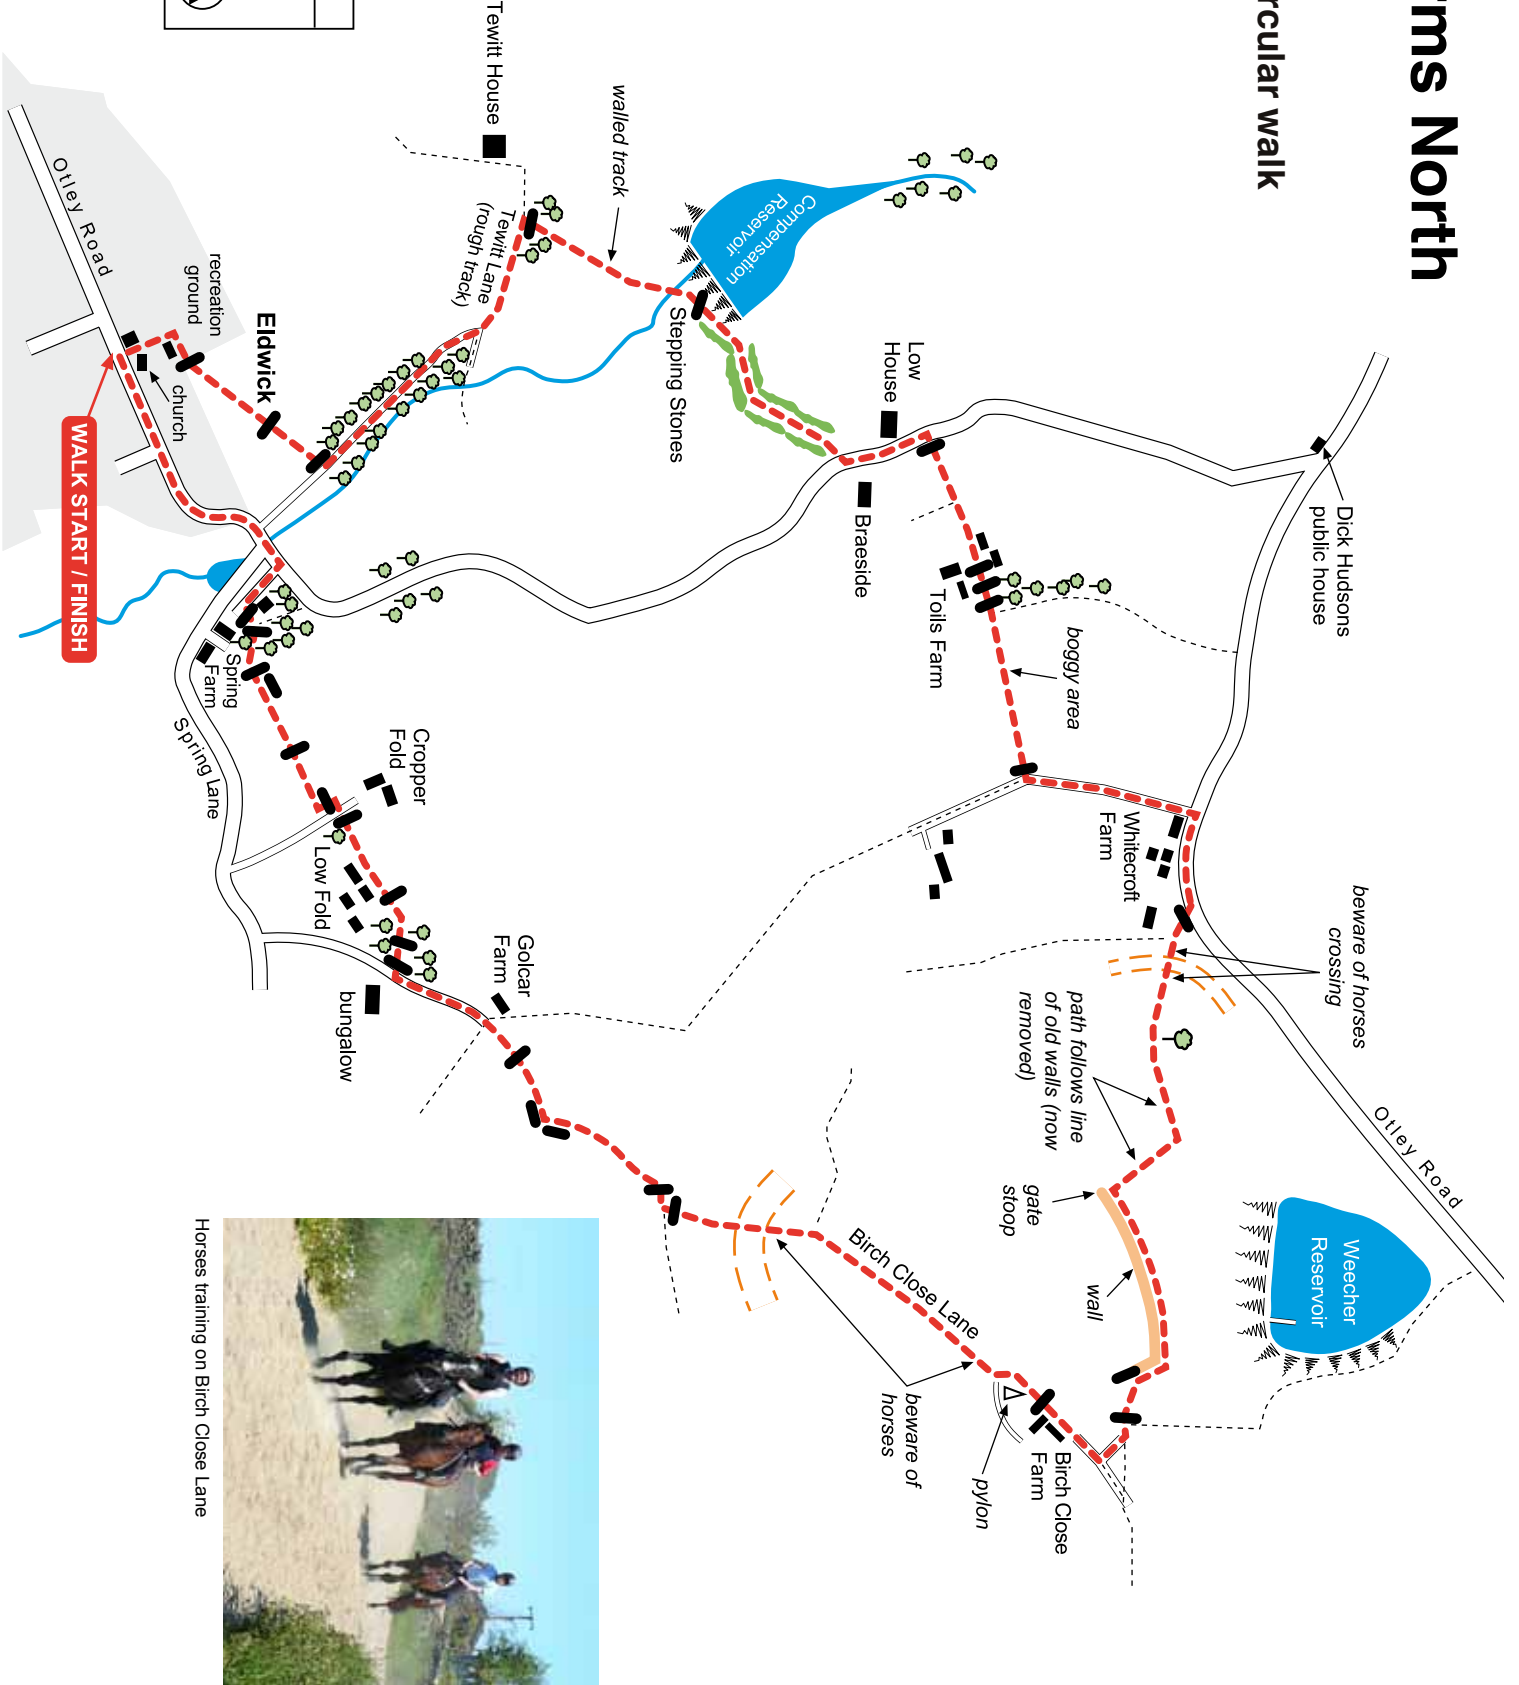 rms North
rcular walk
Dick Hudsons
public house
Otley Road
Weecher
Reservoir
beware of horses
crossing
Whitecroft
Farm
path follows line
of old walls (now
removed)
gate
stoop
wall
boggy area
Toils Farm
Low
House
Braeside
Compensation
Reservoir
Stepping Stones
walled track
Tewitt House
Tewitt Lane
(rough track)
Birch Close
Farm
pylon
Birch Close Lane
beware of
horses
Golcar
Farm
bungalow
Cropper
Fold
Low Fold
Spring
Farm
Spring Lane
Eldwick
recreation
ground
church
Otley Road
WALK START / FINISH
Horses training on Birch Close Lane